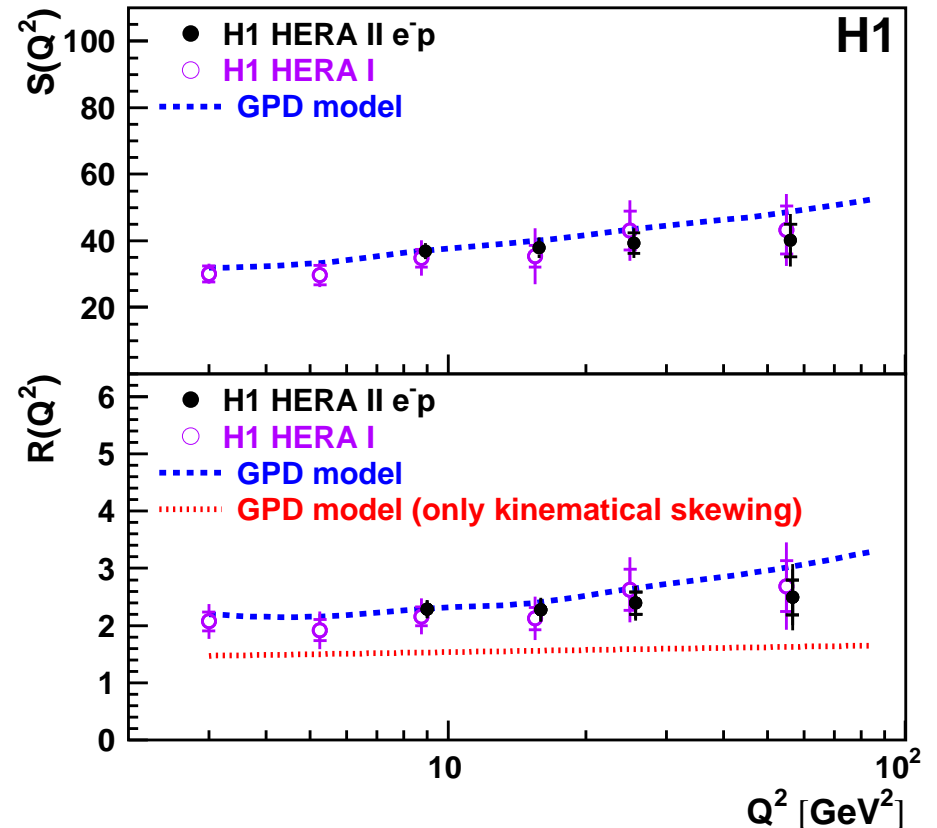 H1
S(Q²)
100
80
60
40
20
H1 HERA II e⁻p
H1 HERA I
GPD model
R(Q²)
6
5
4
3
2
1
0
H1 HERA II e⁻p
H1 HERA I
GPD model
GPD model (only kinematical skewing)
10
10²
Q² [GeV²]